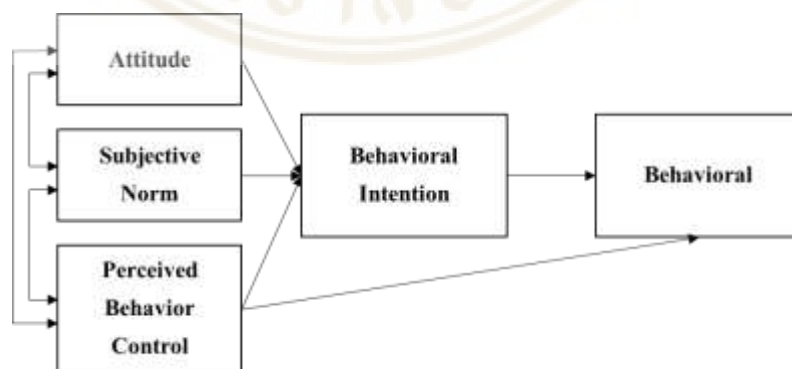 Attitude
Subjective
Norm
Perceived
Behavior
Control
Behavioral
Intention
Behavioral